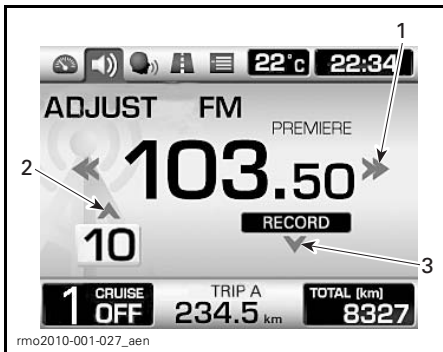 1
22°c 22:34
ADJUST FM
PREMIERE
2
103.50
10
RECORD
3
1 CRUISE OFF
TRIP A
234.5 km
TOTAL [km]
8327
rmo2010-001-027_aen